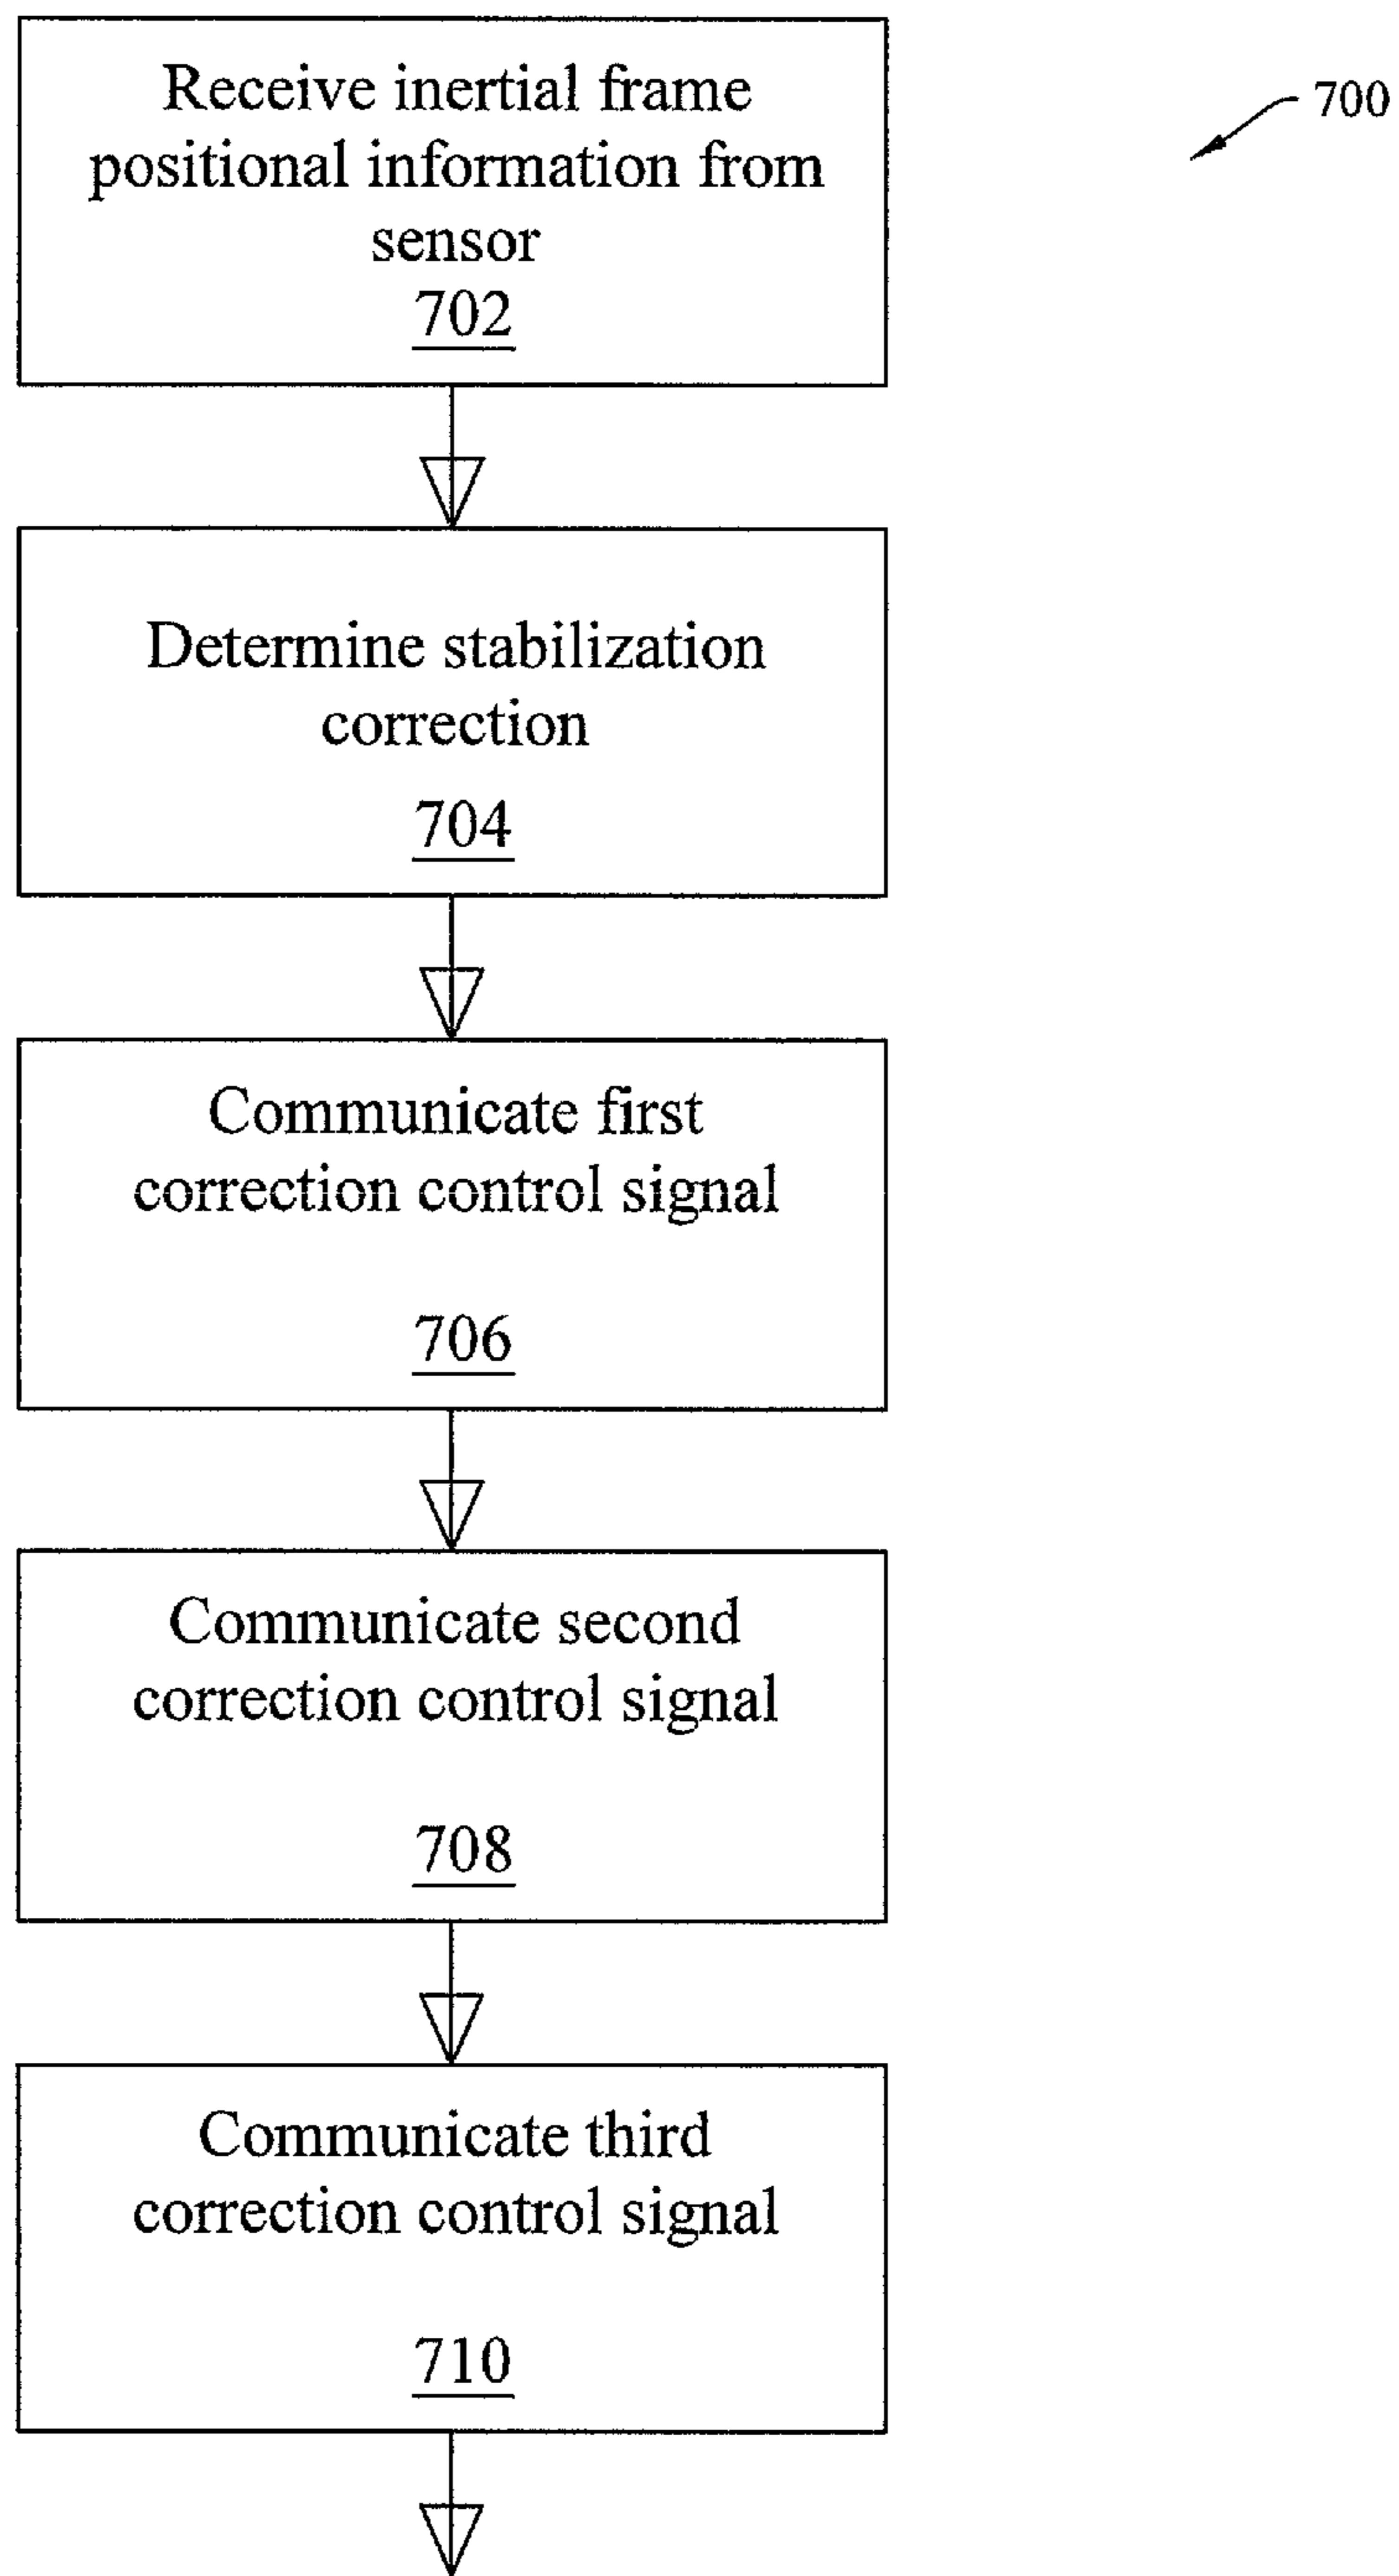 Receive inertial frame
positional information from
sensor
702
700
Determine stabilization
correction
704
Communicate first
correction control signal
706
Communicate second
correction control signal
708
Communicate third
correction control signal
710